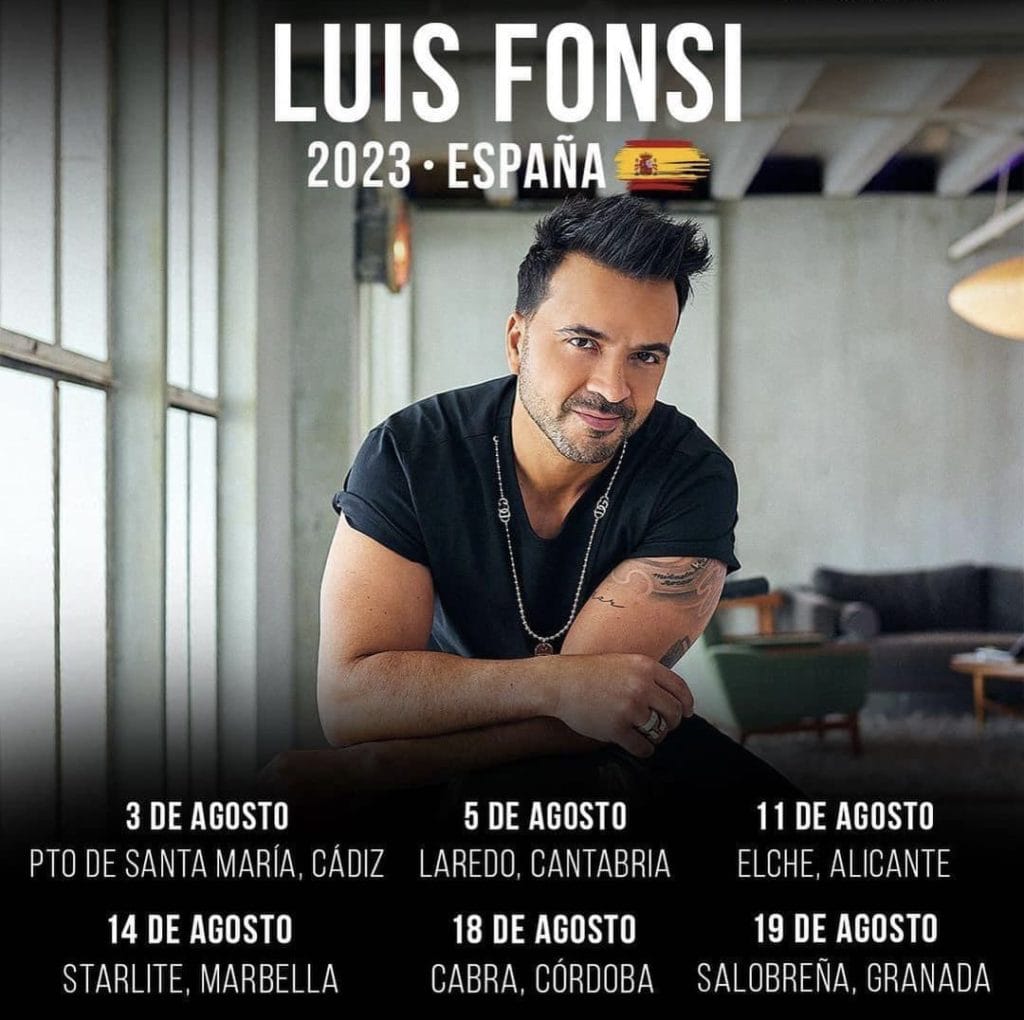 LUIS FONSI
2023 · ESPAÑA
3 DE AGOSTO
PTO DE SANTA MARÍA, CÁDIZ
5 DE AGOSTO
LAREDO, CANTABRIA
11 DE AGOSTO
ELCHE, ALICANTE
14 DE AGOSTO
STARLITE, MARBELLA
18 DE AGOSTO
CABRA, CÓRDOBA
19 DE AGOSTO
SALOBREÑA, GRANADA